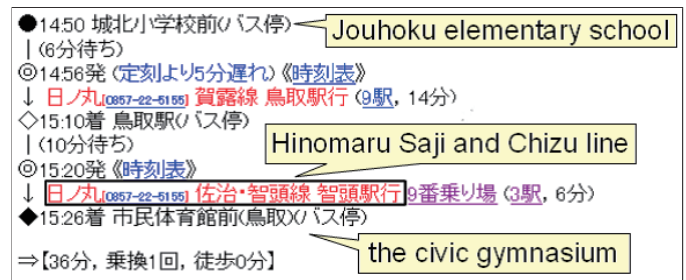 ●14:50 城北小学校前(バス停)
Jouhoku elementary school
|(6分待ち)
◎14:56発 (定刻より5分遅れ)《時刻表》
↓ 日ノ丸[0857-22-5155] 賀露線 鳥取駅行 (9駅, 14分)
◇15:10着 鳥取駅(バス停)
|(10分待ち)
Hinomaru Saji and Chizu line
◎15:20発《時刻表》
↓ 日ノ丸[0857-22-5155] 佐治・智頭線 智頭駅行 9番乗り場 (3駅, 6分)
◆15:26着 市民体育館前(鳥取)(バス停)
the civic gymnasium
⇒【36分, 乗換1回, 徒歩0分】